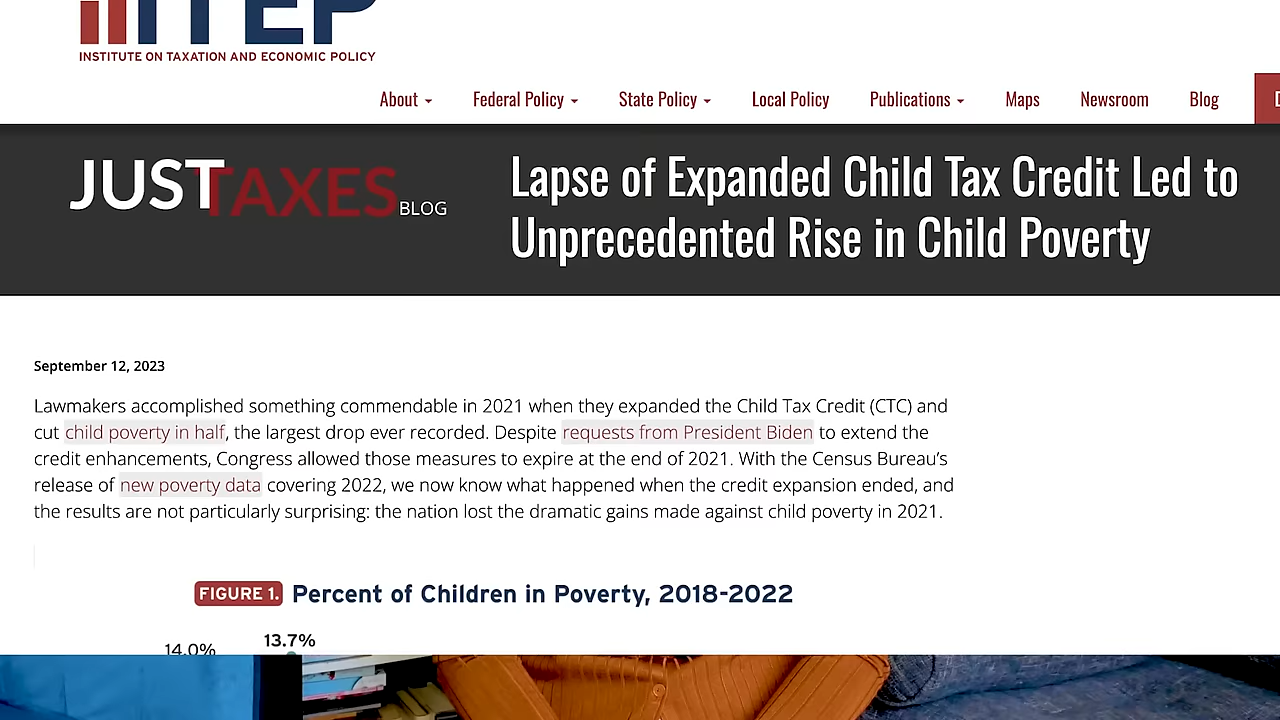 ITEP
INSTITUTE ON TAXATION AND ECONOMIC POLICY
About
Federal Policy
State Policy
Local Policy
Publications
Maps
Newsroom
Blog
JUSTTAXES BLOG
Lapse of Expanded Child Tax Credit Led to
Unprecedented Rise in Child Poverty
September 12, 2023
Lawmakers accomplished something commendable in 2021 when they expanded the Child Tax Credit (CTC) and
cut child poverty in half, the largest drop ever recorded. Despite requests from President Biden to extend the
credit enhancements, Congress allowed those measures to expire at the end of 2021. With the Census Bureau's
release of new poverty data covering 2022, we now know what happened when the credit expansion ended, and
the results are not particularly surprising: the nation lost the dramatic gains made against child poverty in 2021.
FIGURE 1. Percent of Children in Poverty, 2018-2022
14.0%
13.7%